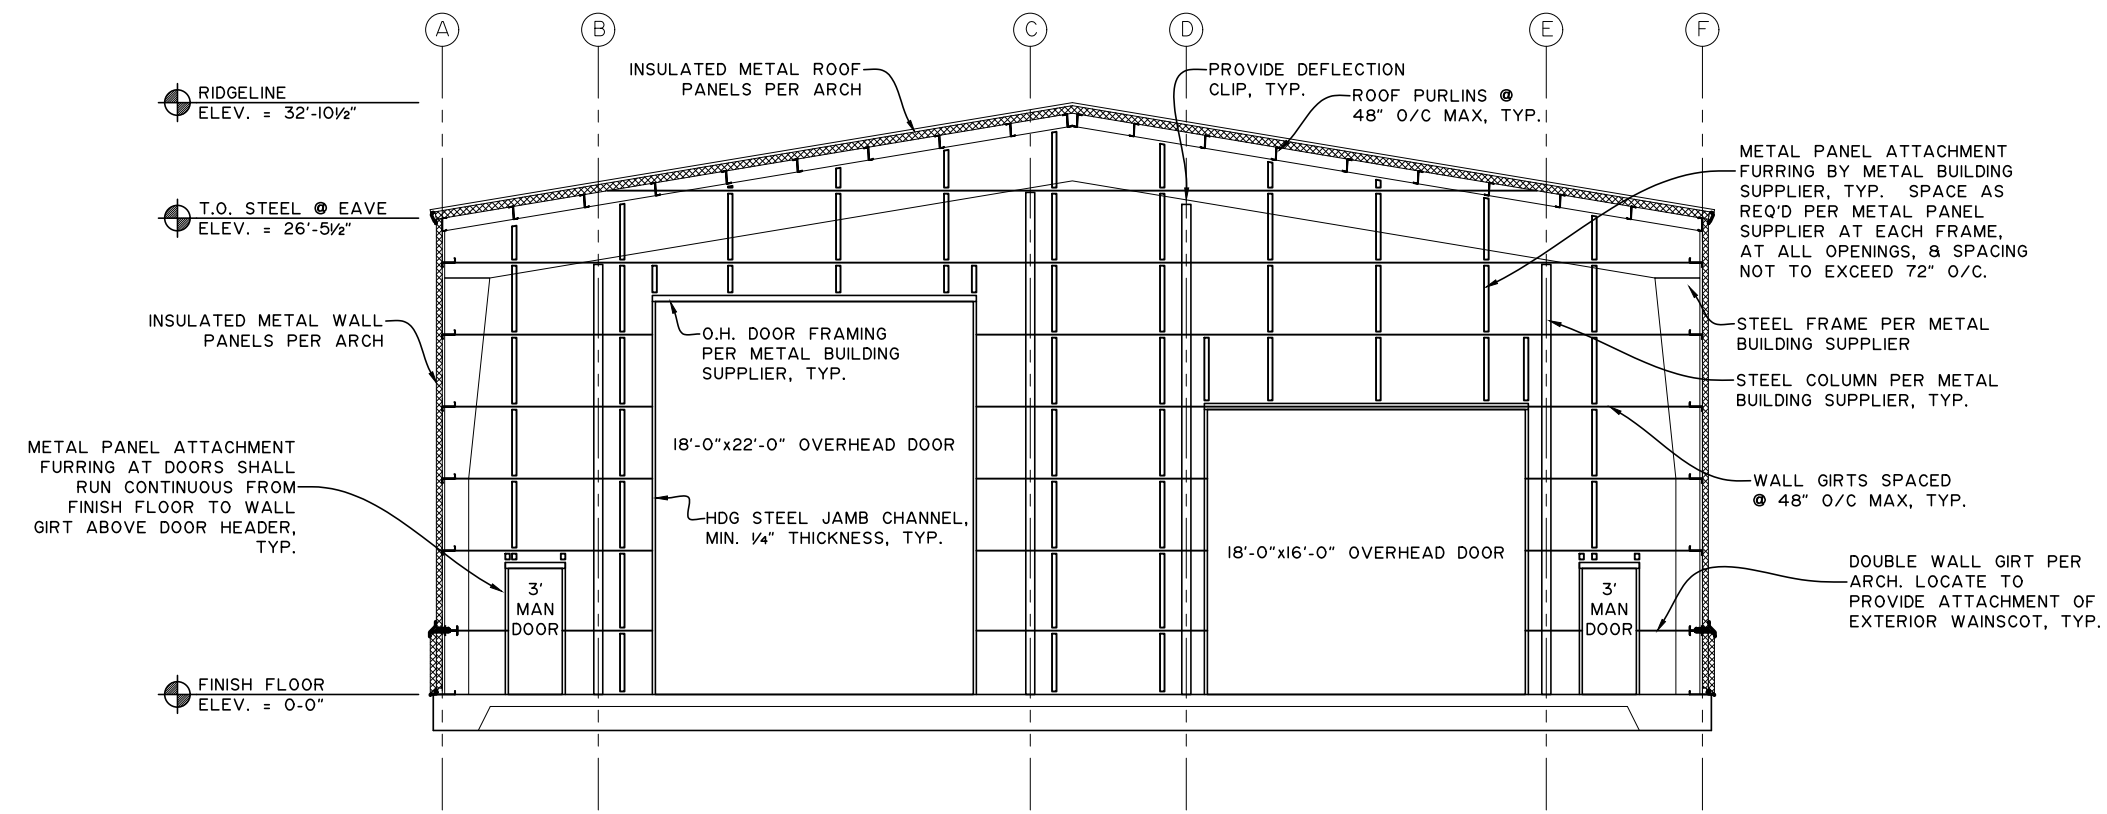 A
B
C
D
E
F
RIDGELINE
ELEV. = 32'-10½"
INSULATED METAL ROOF
PANELS PER ARCH
PROVIDE DEFLECTION
CLIP, TYP.
ROOF PURLINS @
48" O/C MAX, TYP.
METAL PANEL ATTACHMENT
FURRING BY METAL BUILDING
SUPPLIER, TYP. SPACE AS
REQ'D PER METAL PANEL
SUPPLIER AT EACH FRAME,
AT ALL OPENINGS, & SPACING
NOT TO EXCEED 72" O/C.
T.O. STEEL @ EAVE
ELEV. = 26'-5½"
INSULATED METAL WALL
PANELS PER ARCH
O.H. DOOR FRAMING
PER METAL BUILDING
SUPPLIER, TYP.
STEEL FRAME PER METAL
BUILDING SUPPLIER
STEEL COLUMN PER METAL
BUILDING SUPPLIER, TYP.
METAL PANEL ATTACHMENT
FURRING AT DOORS SHALL
RUN CONTINUOUS FROM
FINISH FLOOR TO WALL
GIRT ABOVE DOOR HEADER,
TYP.
18'-0"x22'-0" OVERHEAD DOOR
WALL GIRTS SPACED
@ 48" O/C MAX, TYP.
HDG STEEL JAMB CHANNEL,
MIN. ¼" THICKNESS, TYP.
18'-0"x16'-0" OVERHEAD DOOR
DOUBLE WALL GIRT PER
ARCH. LOCATE TO
PROVIDE ATTACHMENT OF
EXTERIOR WAINSCOT, TYP.
3'
MAN
DOOR
3'
MAN
DOOR
FINISH FLOOR
ELEV. = 0-0"